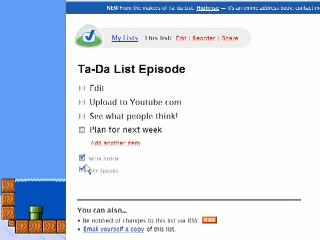 NEW From the makers of Ta-da List: Highrise — it's an online address book, contact m
My Lists This list: Edit | Reorder | Share
Ta-Da List Episode
Edit
Upload to Youtube.com
See what people think!
Plan for next week
Add another item
Write Article
Episode
You can also...
• Be notified of changes to this list via RSS: RSS
• Email yourself a copy of this list.